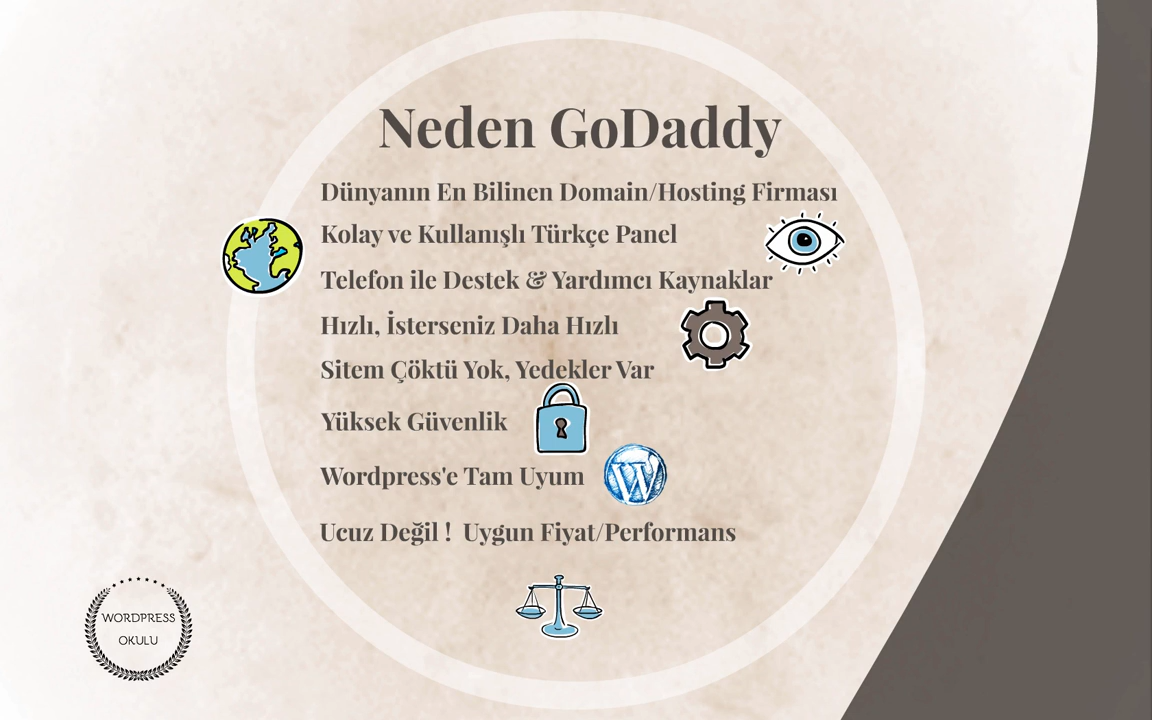 Neden GoDaddy
Dünyanın En Bilinen Domain/Hosting Firması
Kolay ve Kullanışlı Türkçe Panel
Telefon ile Destek & Yardımcı Kaynaklar
Hızlı, İsterseniz Daha Hızlı
Sitem Çöktü Yok, Yedekler Var
Yüksek Güvenlik
Wordpress'e Tam Uyum
Ucuz Değil !  Uygun Fiyat/Performans
WORDPRESS
OKULU